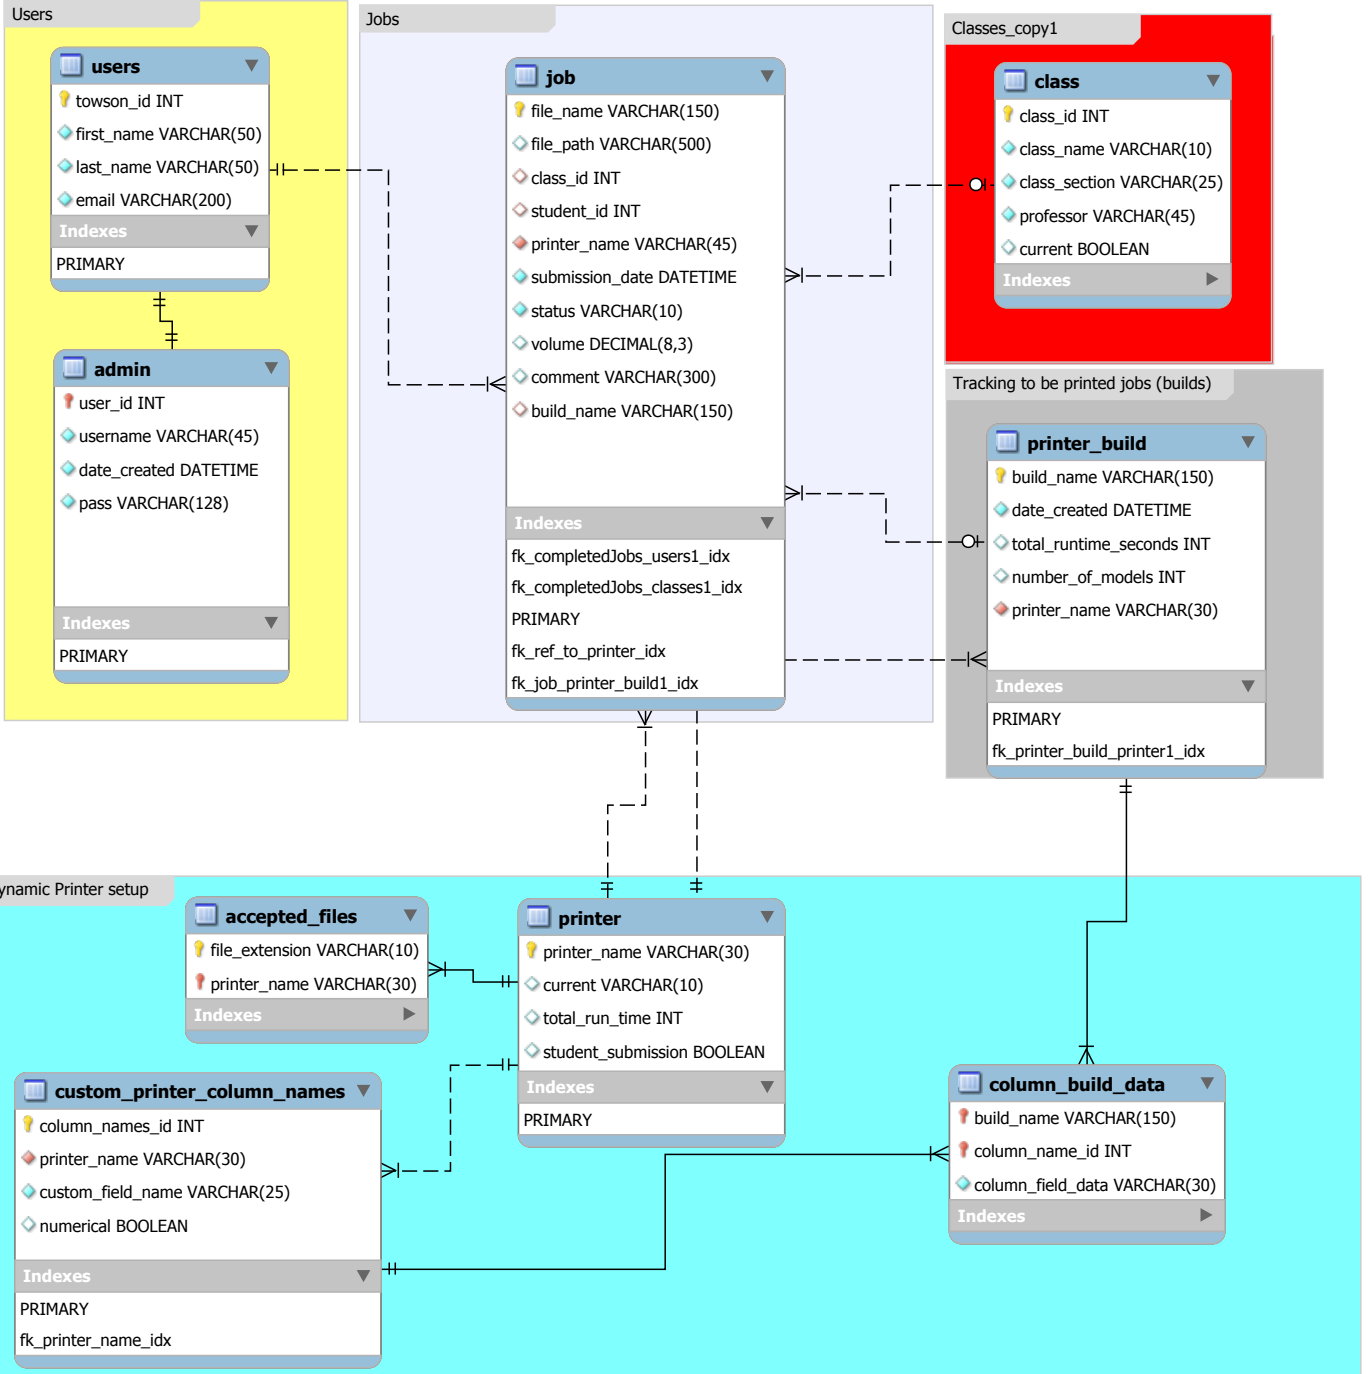 Users
users
towson_id INT
first_name VARCHAR(50)
last_name VARCHAR(50)
email VARCHAR(200)
Indexes
PRIMARY
admin
user_id INT
username VARCHAR(45)
date_created DATETIME
pass VARCHAR(128)
Indexes
PRIMARY
Jobs
job
file_name VARCHAR(150)
file_path VARCHAR(500)
class_id INT
student_id INT
printer_name VARCHAR(45)
submission_date DATETIME
status VARCHAR(10)
volume DECIMAL(8,3)
comment VARCHAR(300)
build_name VARCHAR(150)
Indexes
fk_completedJobs_users1_idx
fk_completedJobs_classes1_idx
PRIMARY
fk_ref_to_printer_idx
fk_job_printer_build1_idx
Classes_copy1
class
class_id INT
class_name VARCHAR(10)
class_section VARCHAR(25)
professor VARCHAR(45)
current BOOLEAN
Indexes
Tracking to be printed jobs (builds)
printer_build
build_name VARCHAR(150)
date_created DATETIME
total_runtime_seconds INT
number_of_models INT
printer_name VARCHAR(30)
Indexes
PRIMARY
fk_printer_build_printer1_idx
ynamic Printer setup
accepted_files
file_extension VARCHAR(10)
printer_name VARCHAR(30)
Indexes
printer
printer_name VARCHAR(30)
current VARCHAR(10)
total_run_time INT
student_submission BOOLEAN
Indexes
PRIMARY
custom_printer_column_names
column_names_id INT
printer_name VARCHAR(30)
custom_field_name VARCHAR(25)
numerical BOOLEAN
Indexes
PRIMARY
fk_printer_name_idx
column_build_data
build_name VARCHAR(150)
column_name_id INT
column_field_data VARCHAR(30)
Indexes